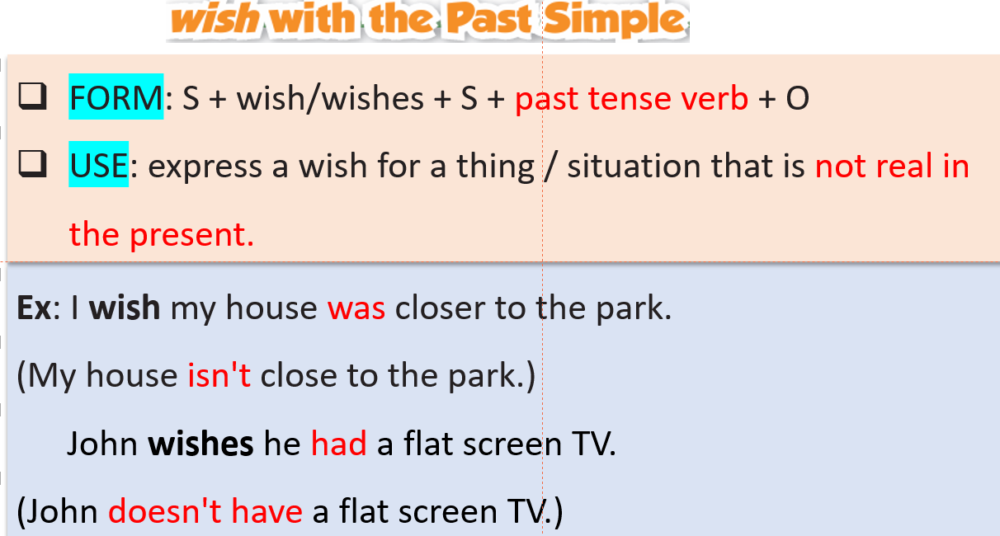 wish with the Past Simple
❑ FORM: S + wish/wishes + S + past tense verb + O
❑ USE: express a wish for a thing / situation that is not real in
the present.
Ex: I wish my house was closer to the park.
(My house isn't close to the park.)
John wishes he had a flat screen TV.
(John doesn't have a flat screen TV.)